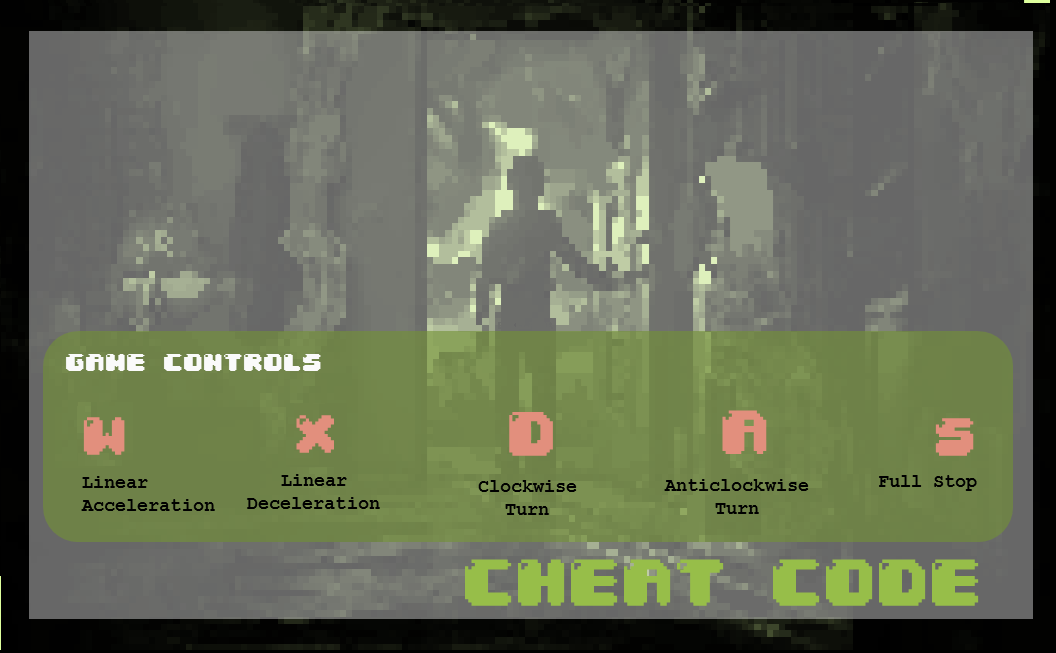 GAME CONTROLS
W X D A S
Linear Acceleration
Linear Deceleration
Clockwise Turn
Anticlockwise Turn
Full Stop
CHEAT CODE